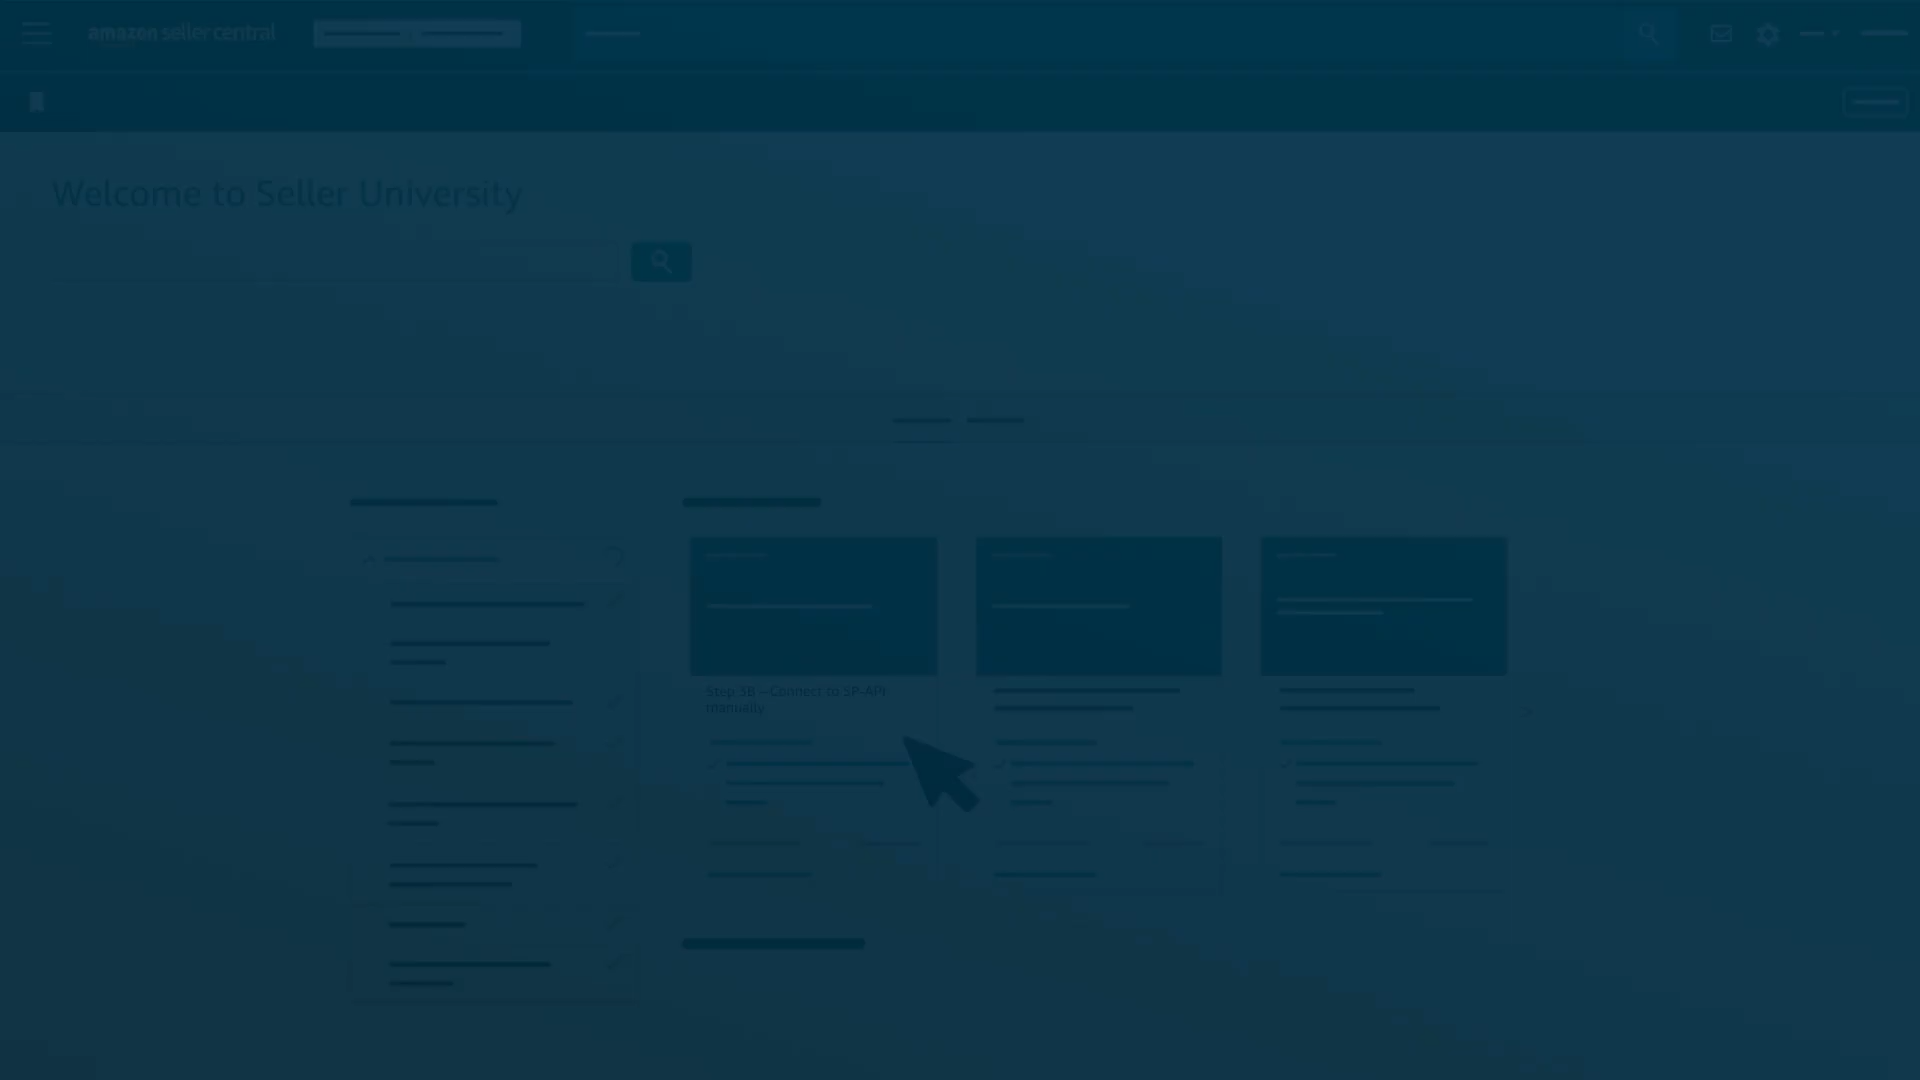 amazon seller central
Welcome to Seller University
Step 3B – Connect to SP-API
manually